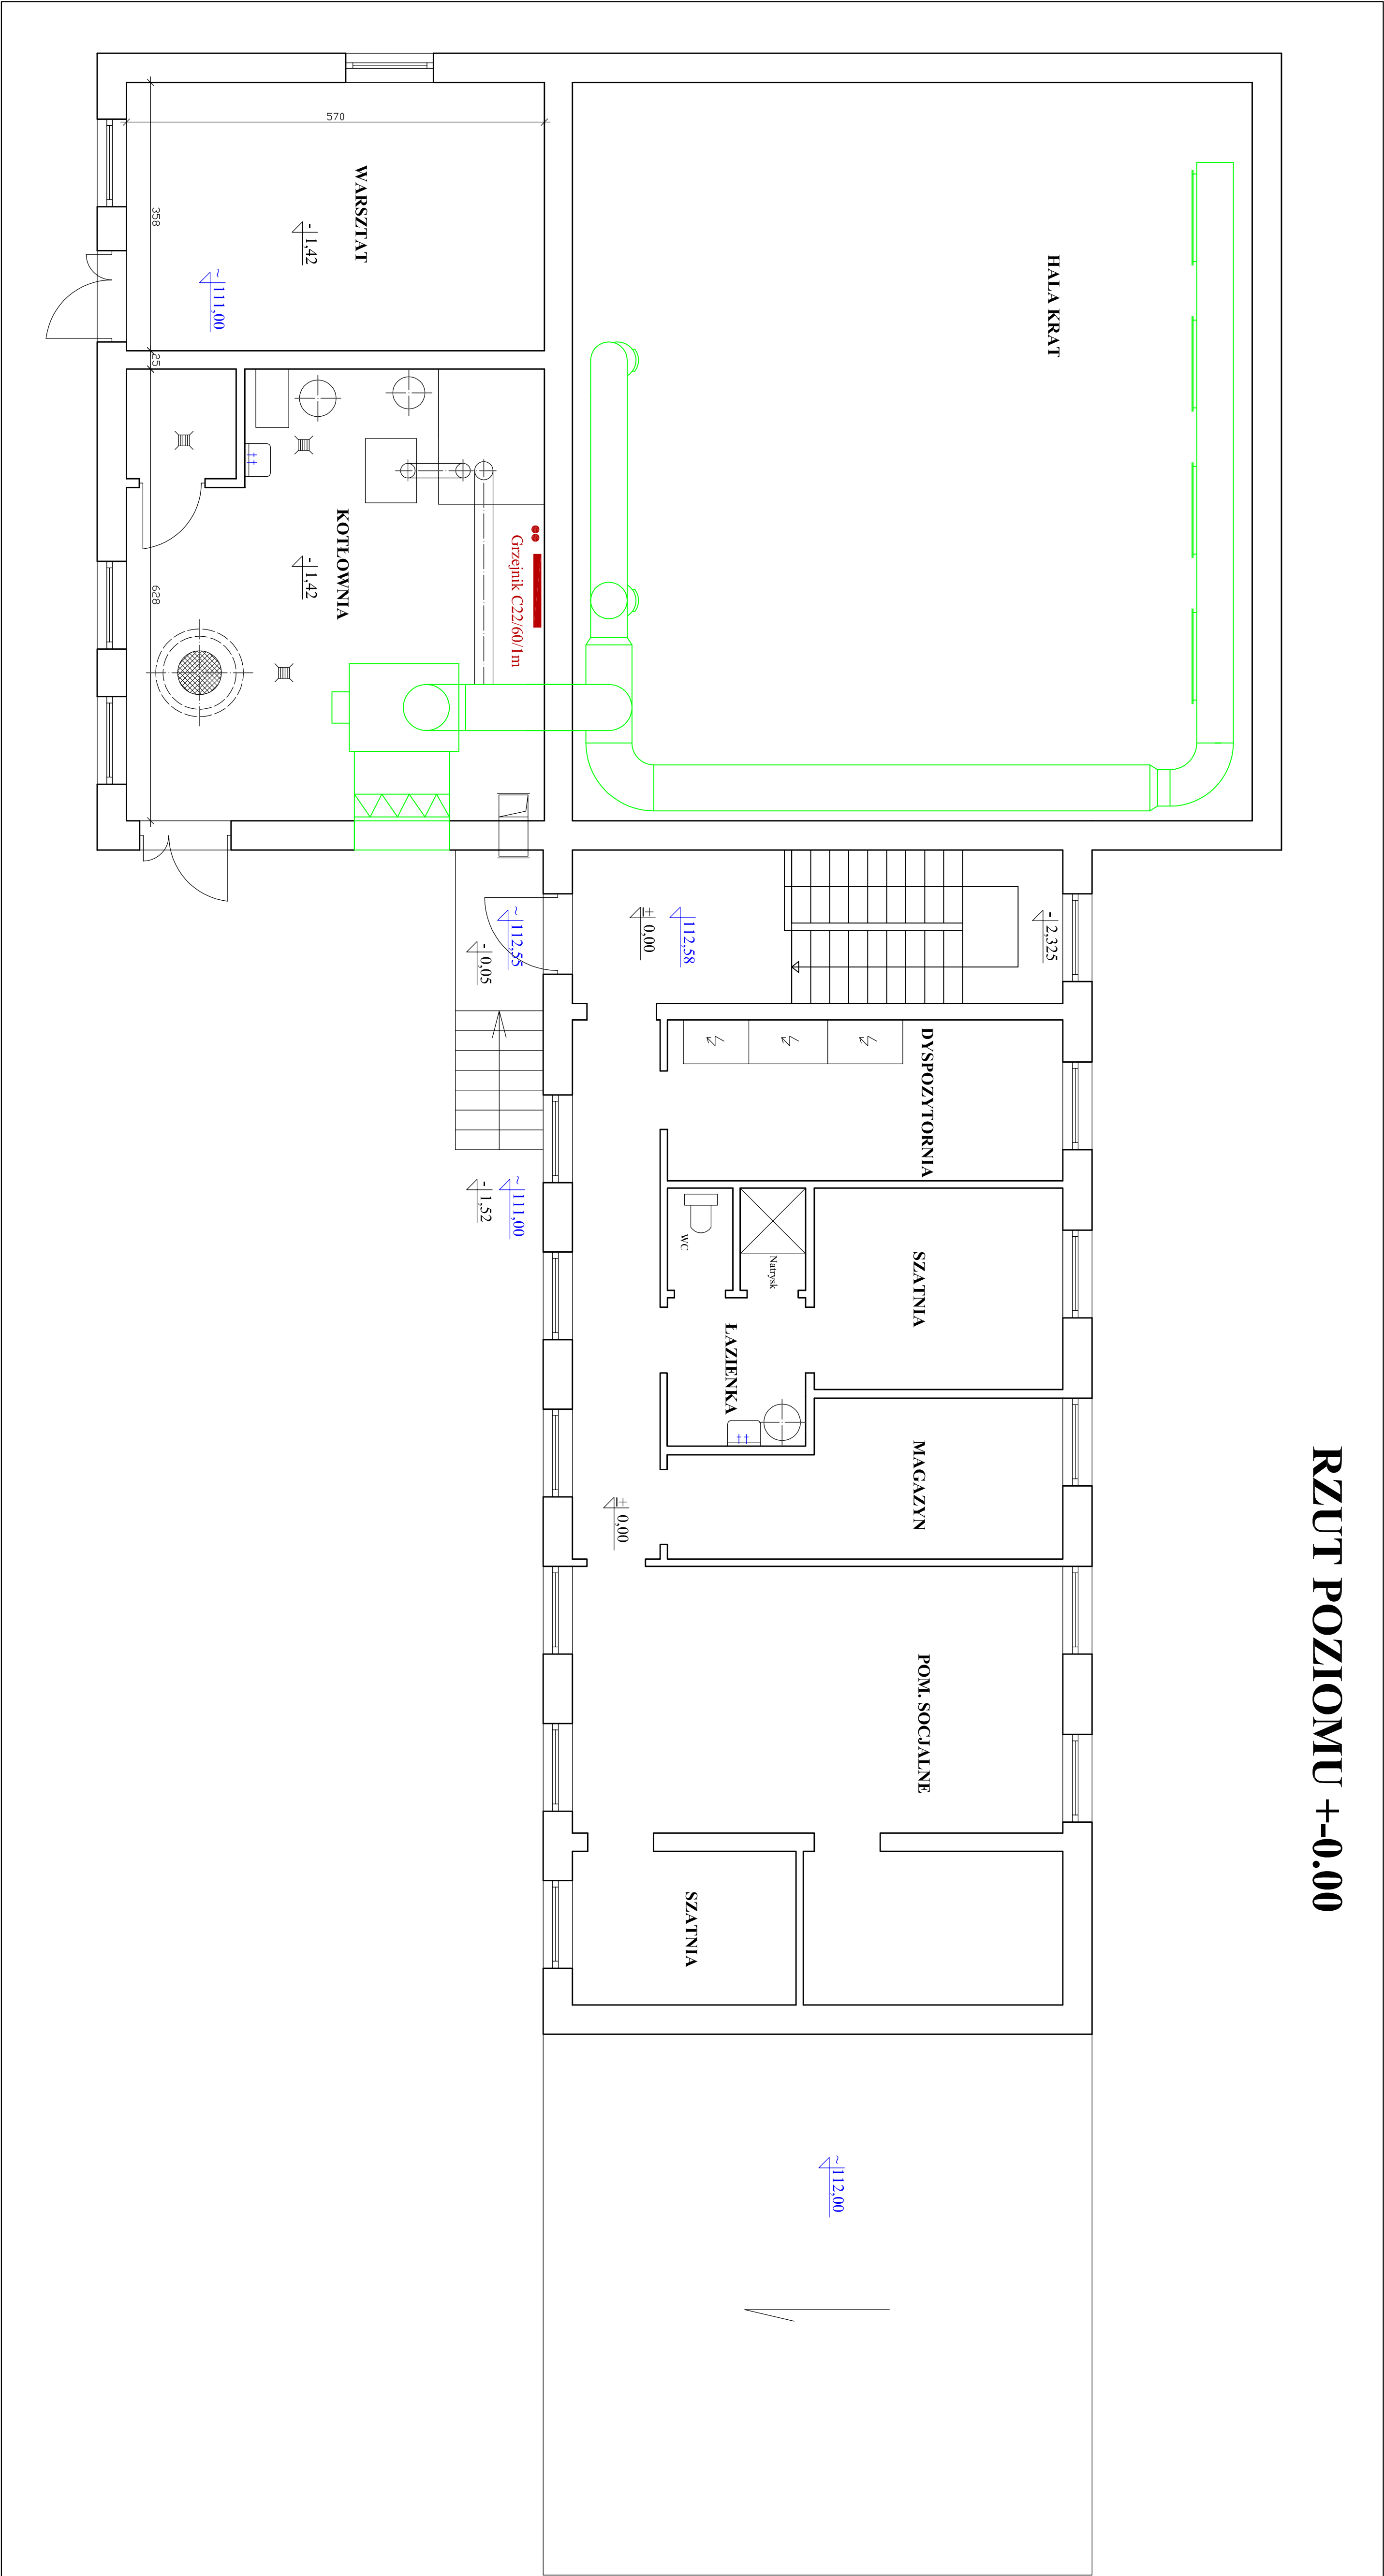 RZUT POZIOMU +-0.00
HALA KRAT
- 2,325
DYSPOZYTORNIA
SZATNIA
MAGAZYN
POM. SOCJALNE
~112,00
Natrysk
ŁAZIENKA
WC
SZATNIA
112,58
± 0,00
± 0,00
~112,55
- 0,05
~111,00
- 1,52
Grzejnik C22/60/1m
WARSZTAT
570
KOTŁOWNIA
- 1,42
- 1,42
~111,00
358
25
628